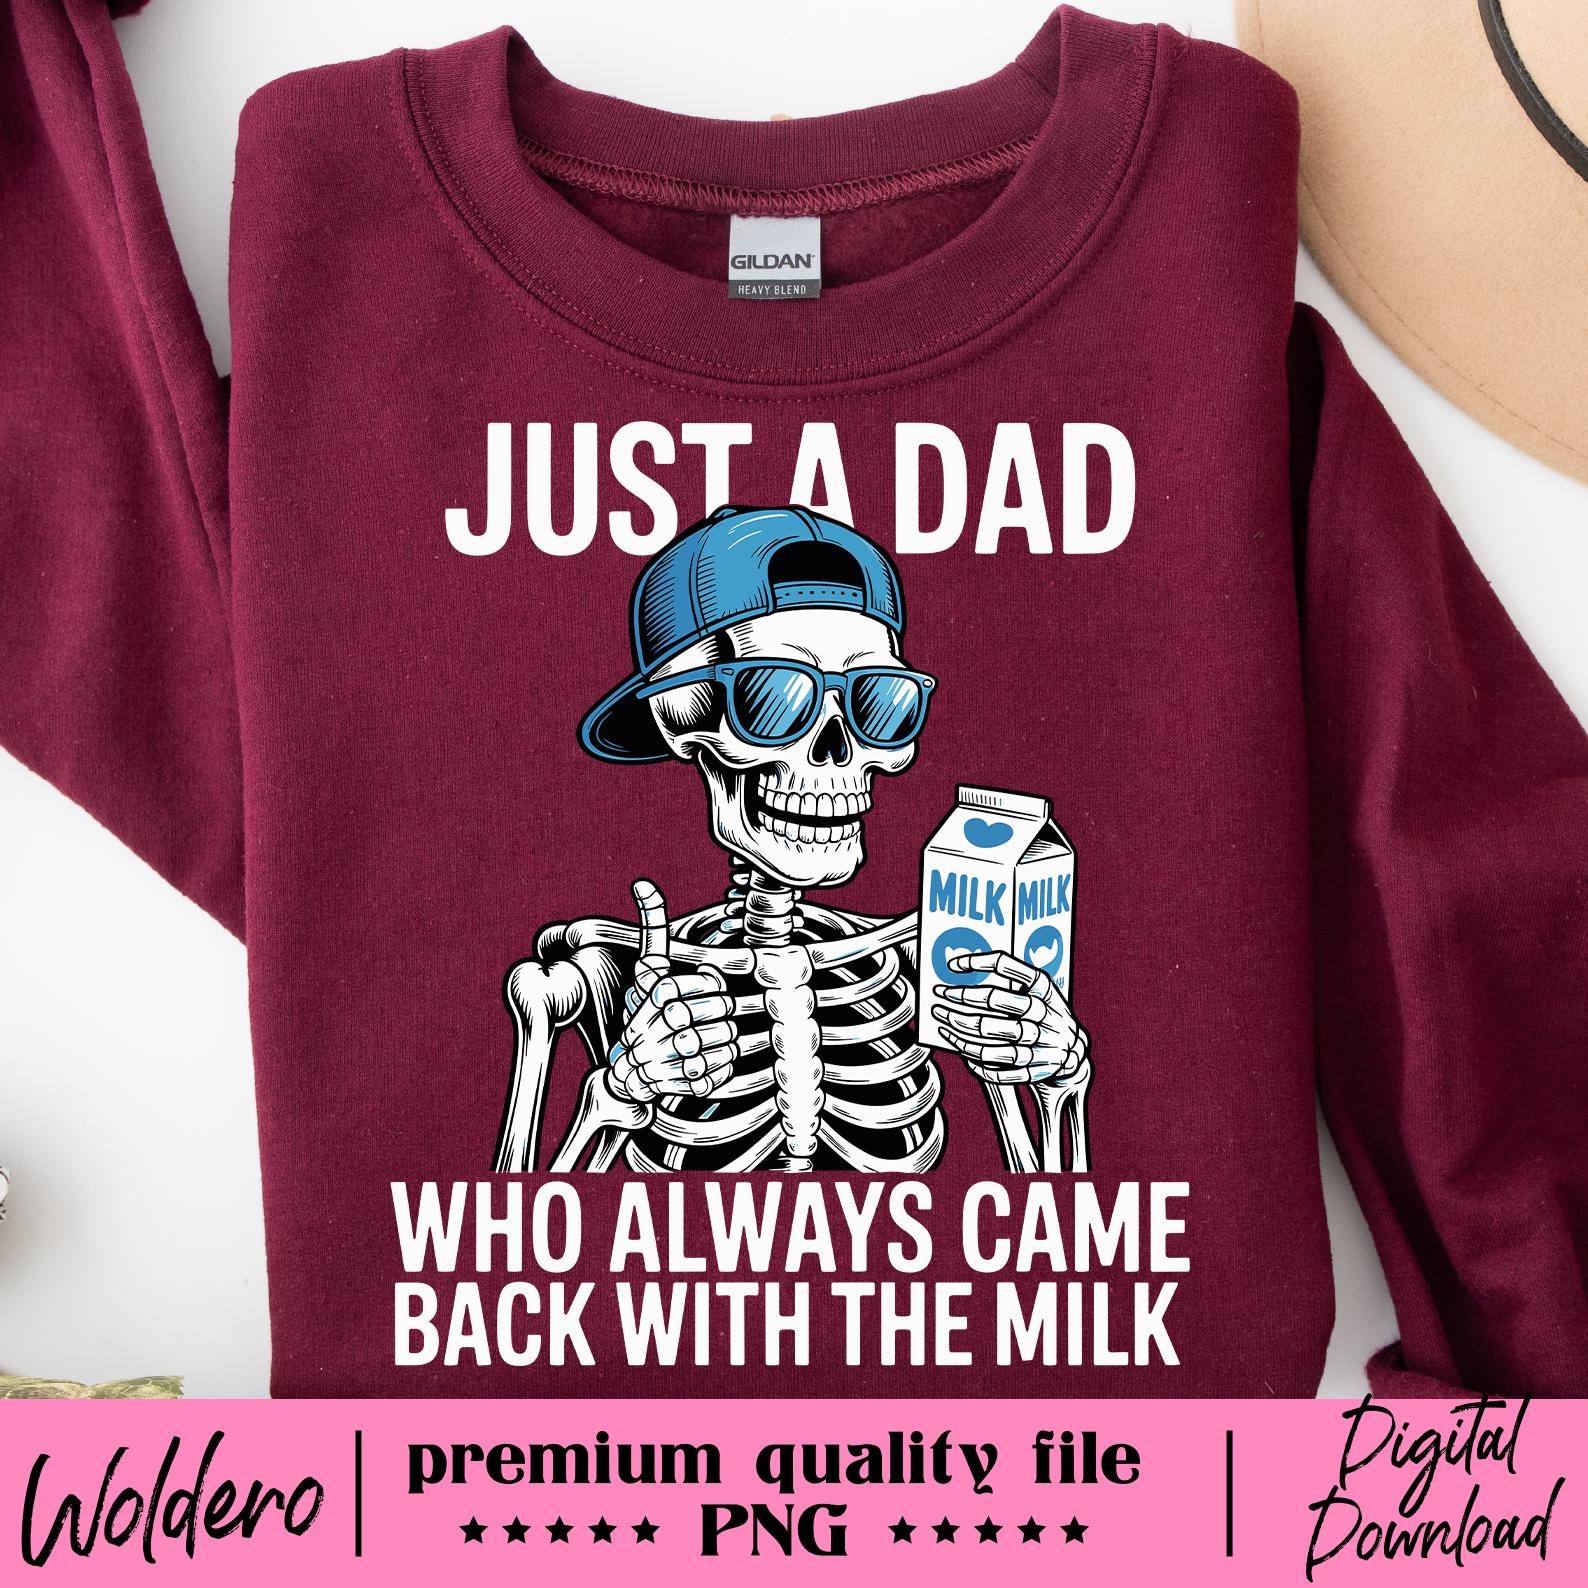 GILDAN
HEAVY BLEND
JUST A DAD
MILK MILK
WHO ALWAYS CAME
BACK WITH THE MILK
Woldero
premium quality file
PNG
Digital
Download